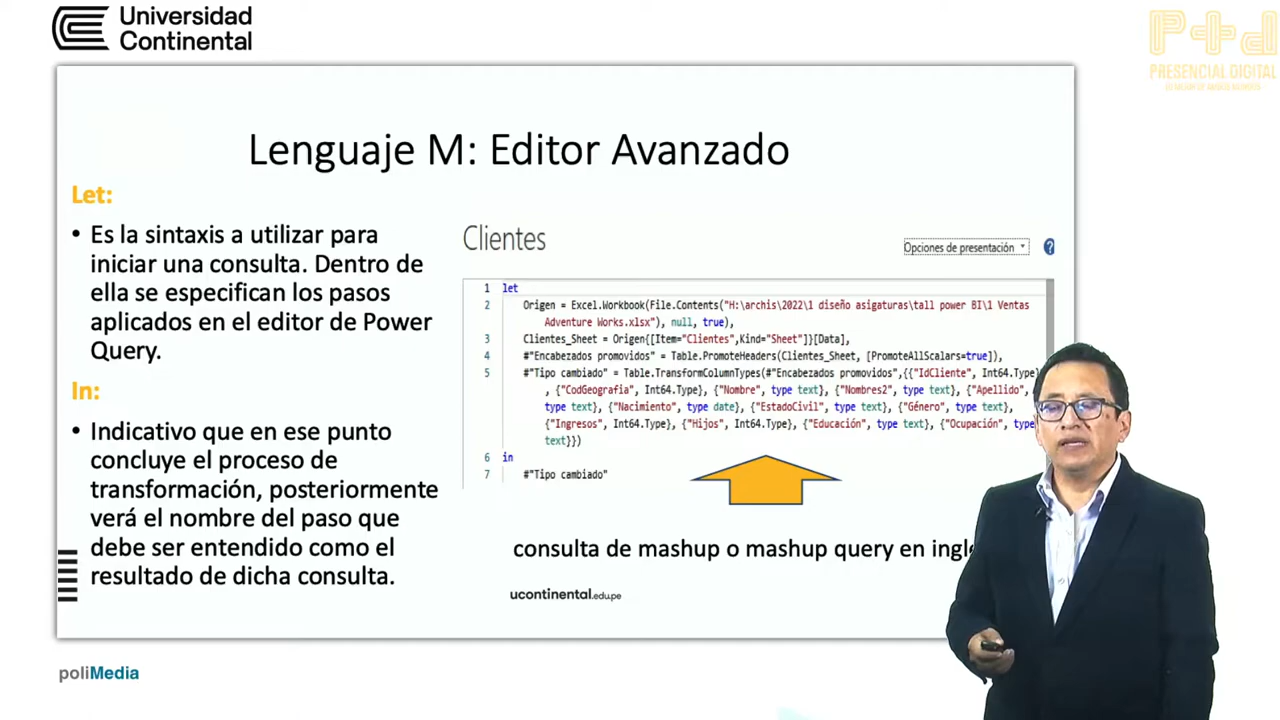 Universidad
Continental
P+d
PRESENCIAL DIGITAL
Lenguaje M: Editor Avanzado
Let:
• Es la sintaxis a utilizar para
iniciar una consulta. Dentro de
ella se especifican los pasos
aplicados en el editor de Power
Query.
In:
• Indicativo que en ese punto
concluye el proceso de
transformación, posteriormente
verá el nombre del paso que
debe ser entendido como el
resultado de dicha consulta.
Clientes
Opciones de presentación
?
1 let
2 Origen = Excel.Workbook(File.Contents("H:\archis\2022\1 diseño asigaturas\tall power BI\1 Ventas
Adventure Works.xlsx"), null, true),
3 Clientes_Sheet = Origen{[Item="Clientes",Kind="Sheet"]}[Data],
4 #"Encabezados promovidos" = Table.PromoteHeaders(Clientes_Sheet, [PromoteAllScalars=true]),
5 #"Tipo cambiado" = Table.TransformColumnTypes(#"Encabezados promovidos",{{"IdCliente", Int64.Type}
, {"CodGeografia", Int64.Type}, {"Nombre", type text}, {"Nombres2", type text}, {"Apellido",
type text}, {"Nacimiento", type date}, {"EstadoCivil", type text}, {"Género", type text},
{"Ingresos", Int64.Type}, {"Hijos", Int64.Type}, {"Educación", type text}, {"Ocupación", type
text}})
6 in
7 #"Tipo cambiado"
consulta de mashup o mashup query en
ucontinental.edu.pe
poliMedia